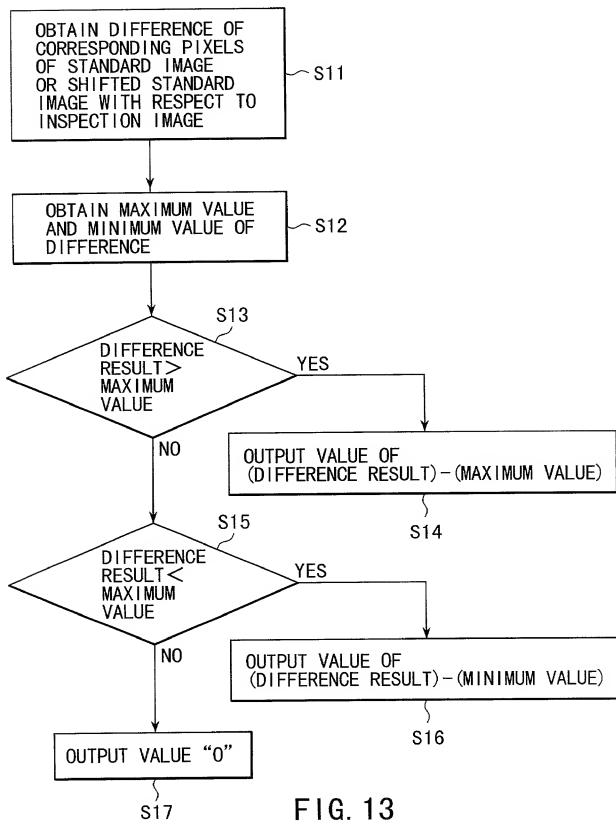 OBTAIN DIFFERENCE OF
CORRESPONDING PIXELS
OF STANDARD IMAGE
OR SHIFTED STANDARD
IMAGE WITH RESPECT TO
INSPECTION IMAGE
S11
OBTAIN MAXIMUM VALUE
AND MINIMUM VALUE OF
DIFFERENCE
S12
S13
DIFFERENCE
RESULT>
MAXIMUM
VALUE
YES
NO
OUTPUT VALUE OF
(DIFFERENCE RESULT)-(MAXIMUM VALUE)
S14
S15
DIFFERENCE
RESULT<
MAXIMUM
VALUE
YES
NO
OUTPUT VALUE OF
(DIFFERENCE RESULT)-(MINIMUM VALUE)
S16
OUTPUT VALUE “0”
S17
FIG. 13